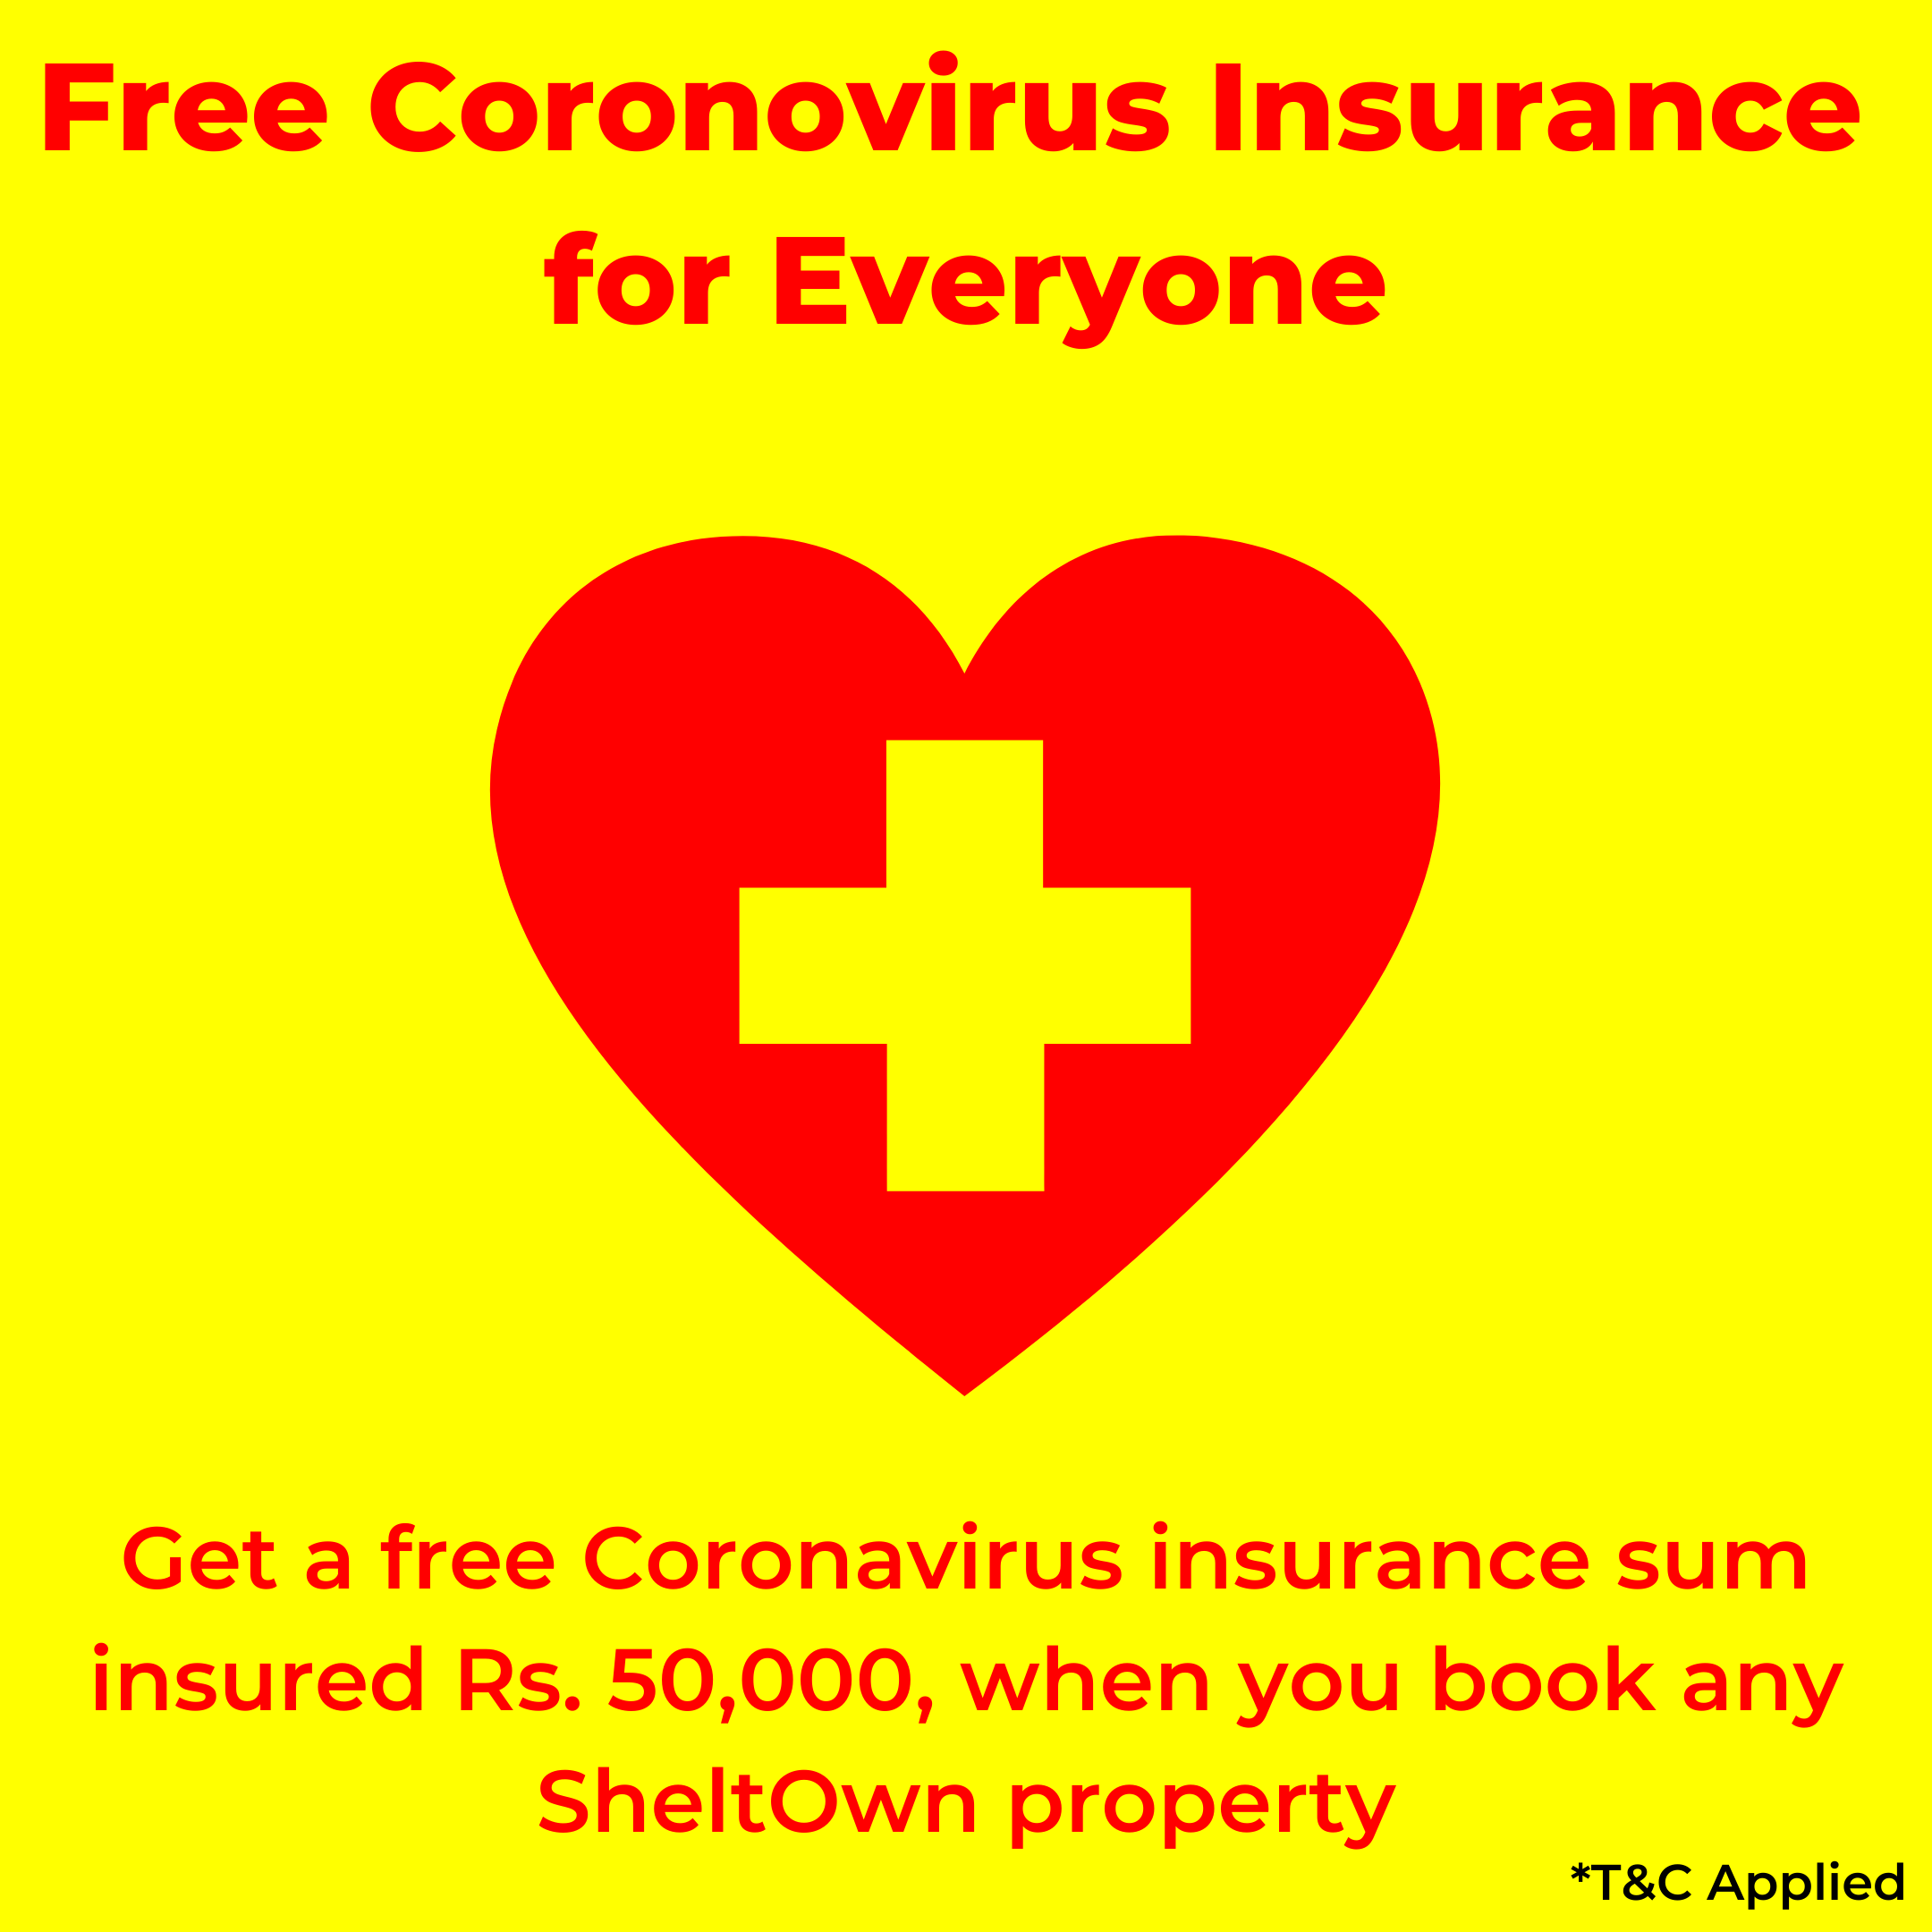 Free Coronovirus Insurance
for Everyone
Get a free Coronavirus insurance sum
insured Rs. 50,000, when you book any
SheltOwn property
*T&C Applied